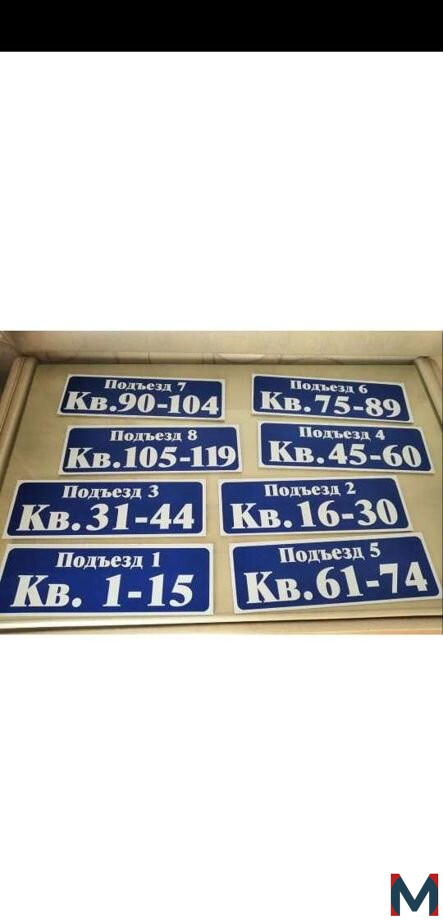 Подъезд 7
Кв.90-104
Подъезд 6
Кв.75-89
Подъезд 8
Кв.105-119
Подъезд 4
Кв.45-60
Подъезд 3
Кв.31-44
Подъезд 2
Кв.16-30
Подъезд 1
Кв. 1-15
Подъезд 5
Кв.61-74
M